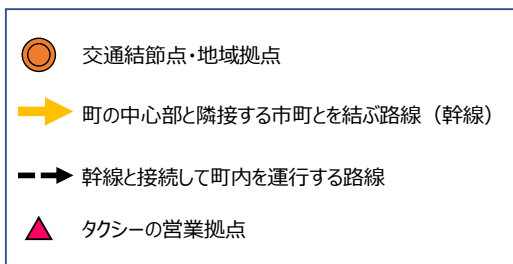 交通結節点・地域拠点
町の中心部と隣接する市町とを結ぶ路線（幹線）
幹線と接続して町内を運行する路線
タクシーの営業拠点